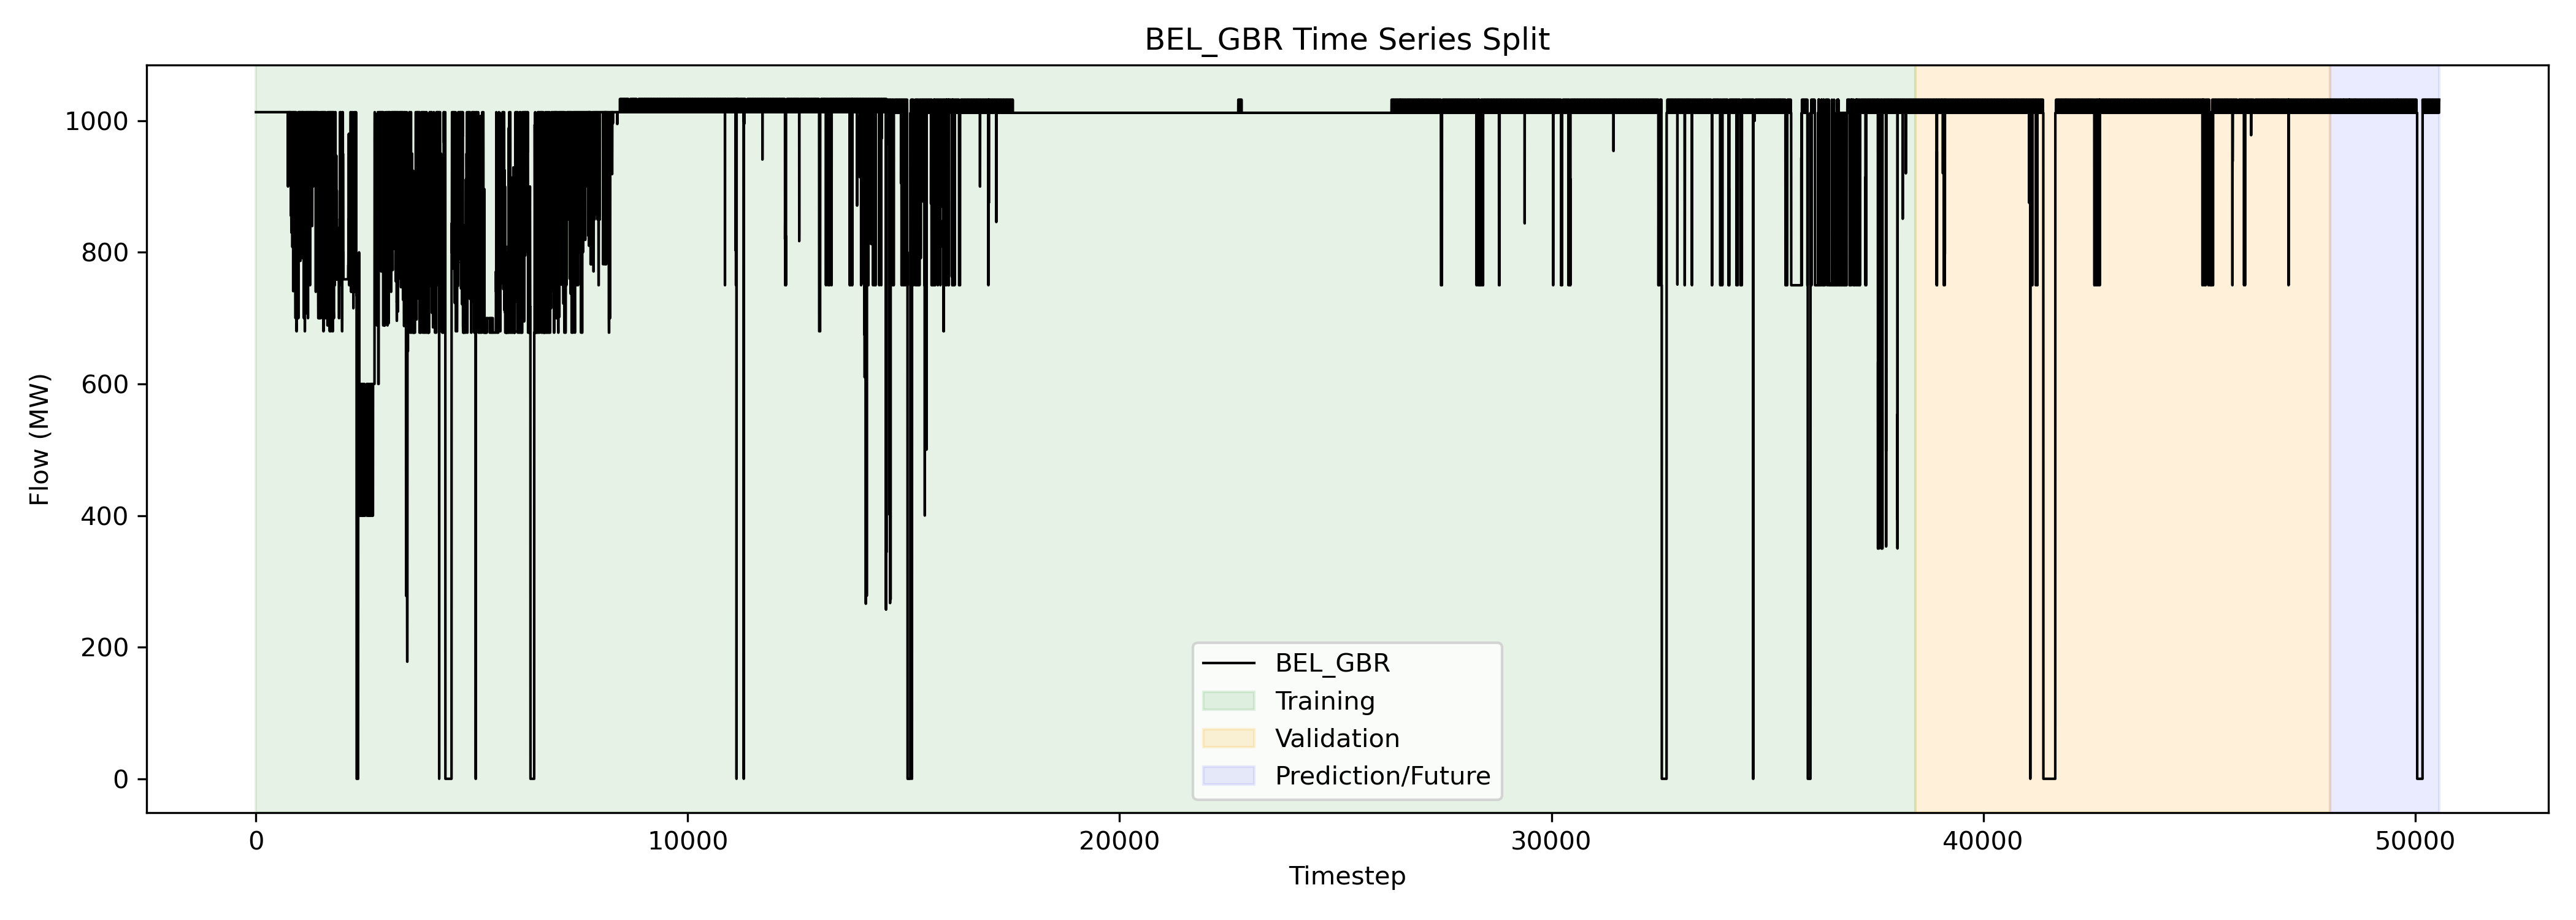 BEL_GBR Time Series Split
Flow (MW)
1000
800
600
400
200
0
BEL_GBR
Training
Validation
Prediction/Future
0 10000 20000 30000 40000 50000
Timestep